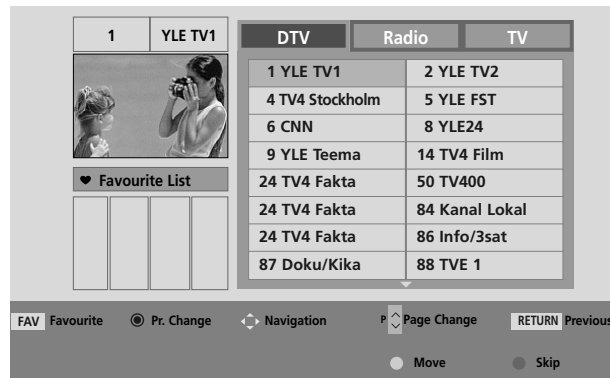 1 YLE TV1
DTV Radio TV
1 YLE TV1 2 YLE TV2
4 TV4 Stockholm 5 YLE FST
6 CNN 8 YLE24
9 YLE Teema 14 TV4 Film
Favourite List
24 TV4 Fakta 50 TV400
24 TV4 Fakta 84 Kanal Lokal
24 TV4 Fakta 86 Info/3sat
87 Doku/Kika 88 TVE 1
FAV Favourite Pr. Change Navigation P Page Change RETURN Previous
Move Skip